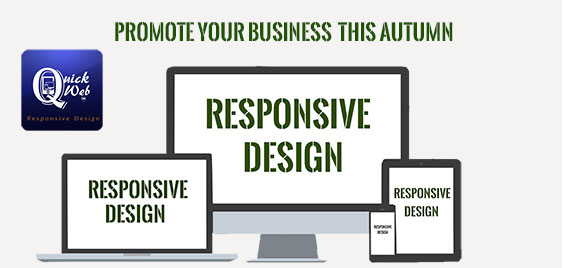 PROMOTE YOUR BUSINESS THIS AUTUMN
Quick
Web
Responsive Design
RESPONSIVE
DESIGN
RESPONSIVE
DESIGN
RESPONSIVE
DESIGN
RESPONSIVE
DESIGN